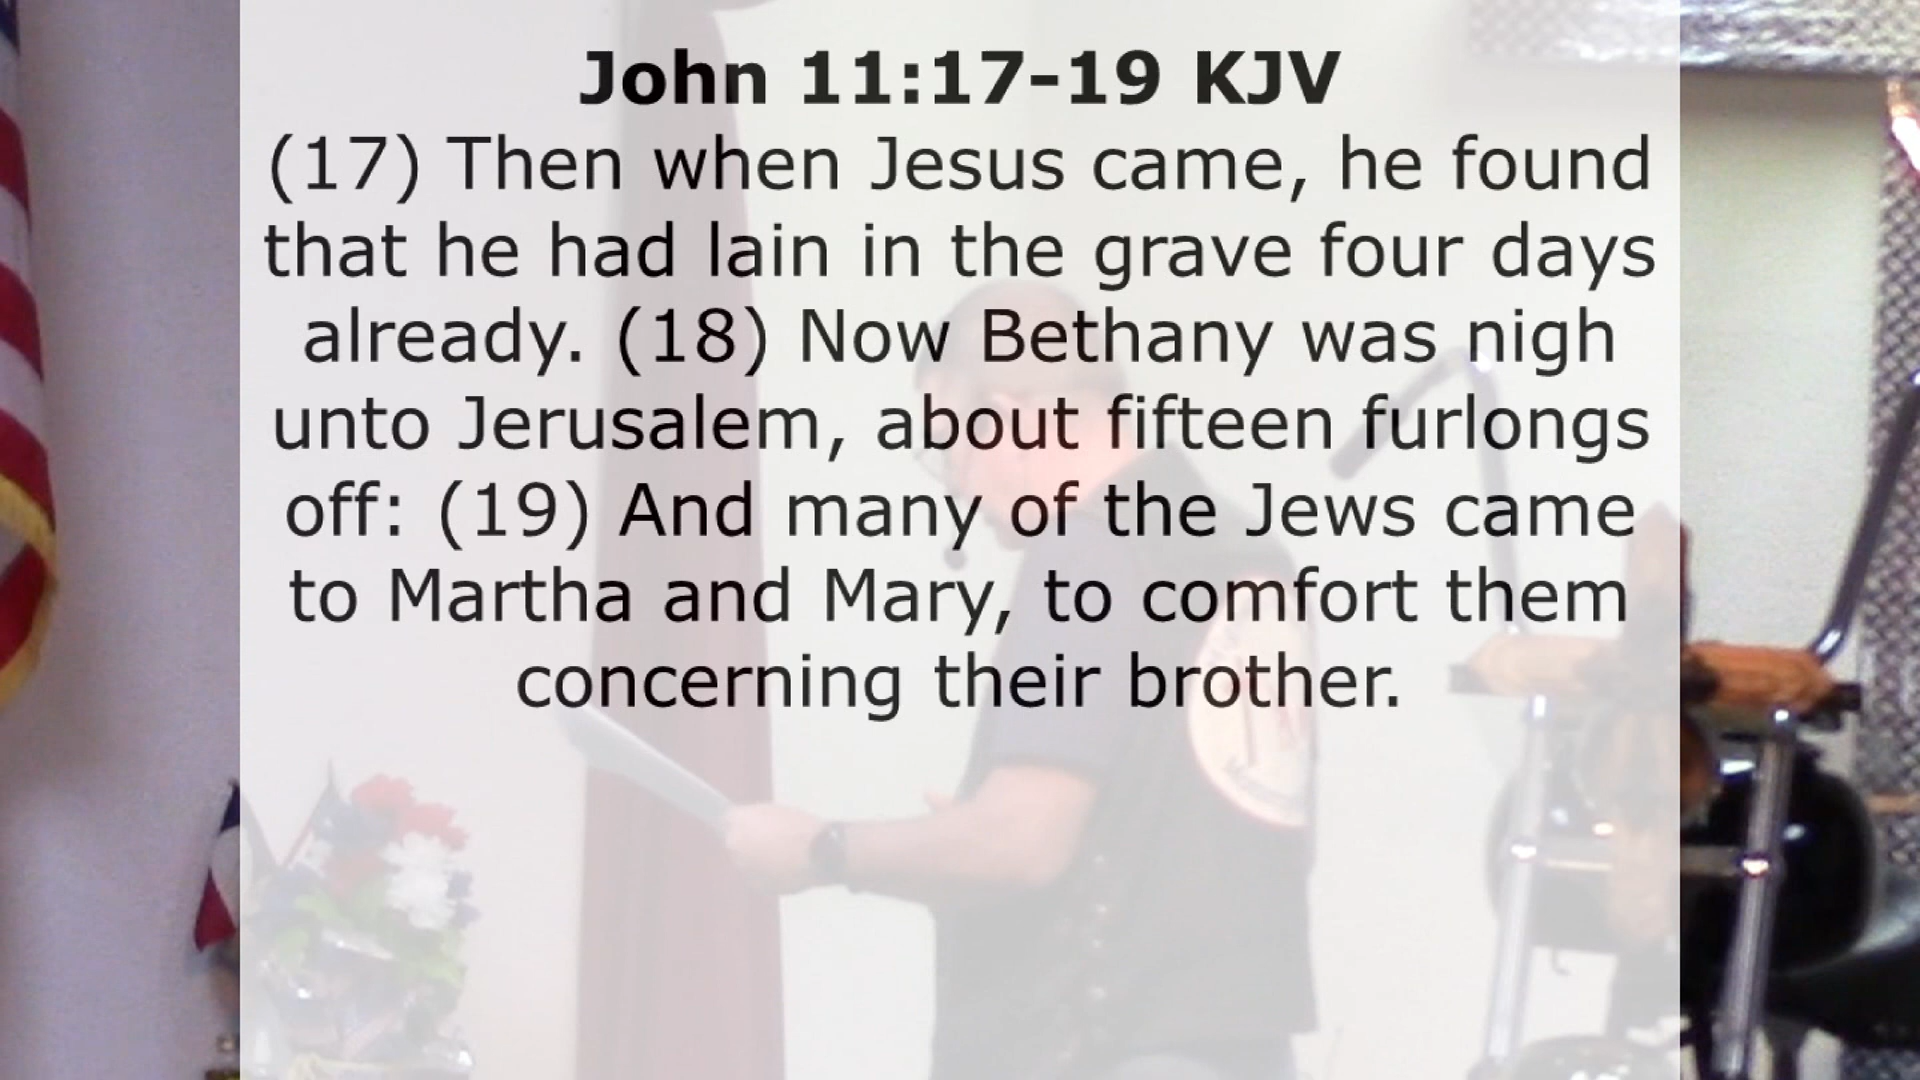 John 11:17-19 KJV
(17) Then when Jesus came, he found
that he had lain in the grave four days
already. (18) Now Bethany was nigh
unto Jerusalem, about fifteen furlongs
off: (19) And many of the Jews came
to Martha and Mary, to comfort them
concerning their brother.